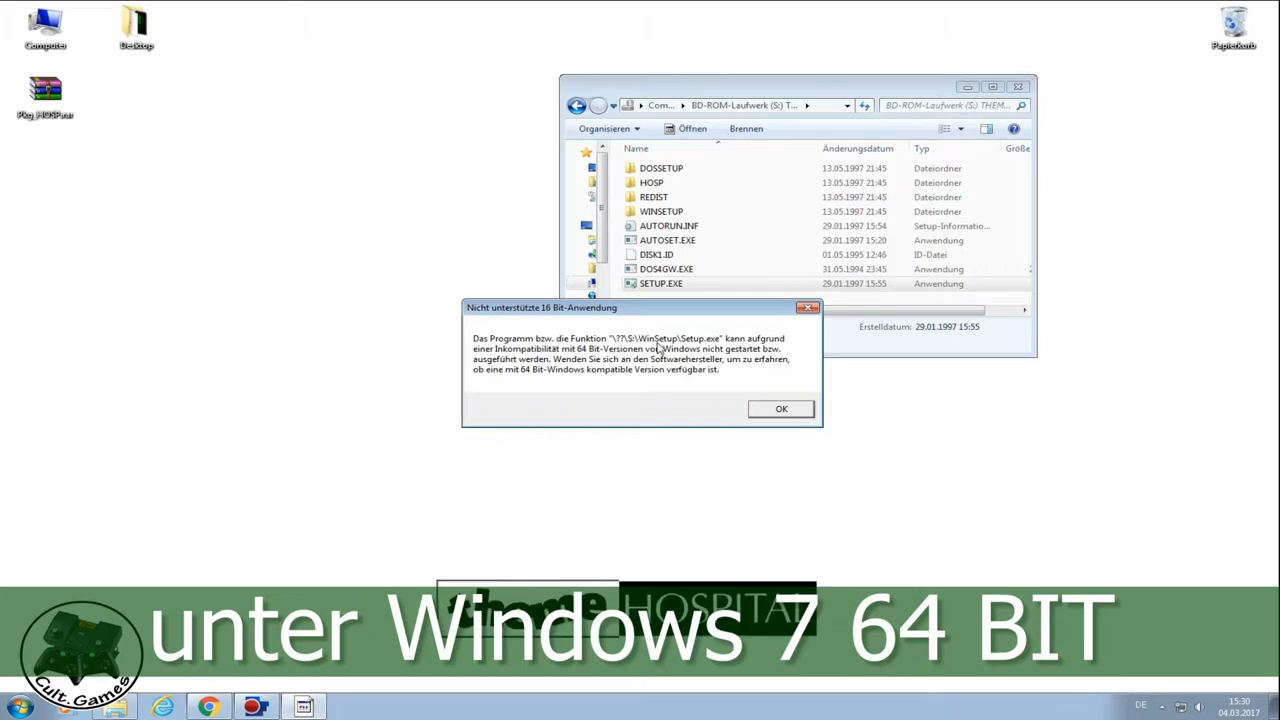 Computer
Desktop
Papierkorb
Pkg_HOSP.rar
Com...
BD-ROM-Laufwerk (S:) T...
BD-ROM-Laufwerk (S:) THEM...
Organisieren
Öffnen
Brennen
Name Änderungsdatum Typ Größe
DOSSETUP 13.05.1997 21:45 Dateiordner
HOSP 13.05.1997 21:45 Dateiordner
REDIST 13.05.1997 21:45 Dateiordner
WINSETUP 13.05.1997 21:45 Dateiordner
AUTORUN.INF 29.01.1997 15:54 Setup-Informatio...
AUTOSET.EXE 29.01.1997 15:20 Anwendung
DISK1.ID 01.05.1995 12:46 ID-Datei
DOS4GW.EXE 31.05.1994 23:45 Anwendung
SETUP.EXE 29.01.1997 15:55 Anwendung
Erstelldatum: 29.01.1997 15:55
Nicht unterstützte 16 Bit-Anwendung
Das Programm bzw. die Funktion "\??\S:\WinSetup\Setup.exe" kann aufgrund
einer Inkompatibilität mit 64 Bit-Versionen von Windows nicht gestartet bzw.
ausgeführt werden. Wenden Sie sich an den Softwarehersteller, um zu erfahren,
ob eine mit 64 Bit-Windows kompatible Version verfügbar ist.
OK
theme HOSPITAL
unter Windows 7 64 BIT
Cult.Games
DE
15:30
04.03.2017